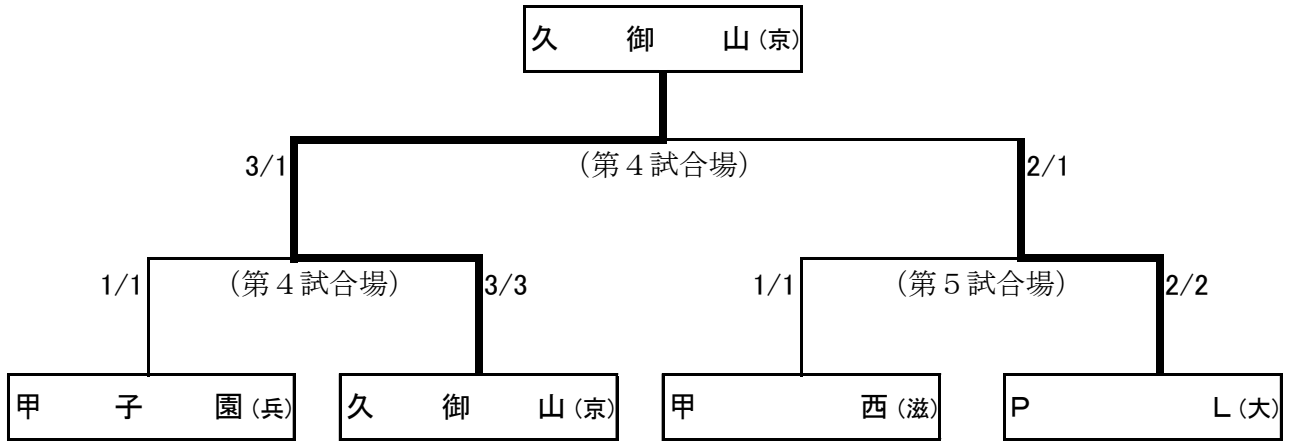 久御山(京)
3/1 (第4試合場) 2/1
1/1 (第4試合場) 3/3 1/1 (第5試合場) 2/2
甲子園(兵) 久御山(京) 甲西(滋) PL(大)